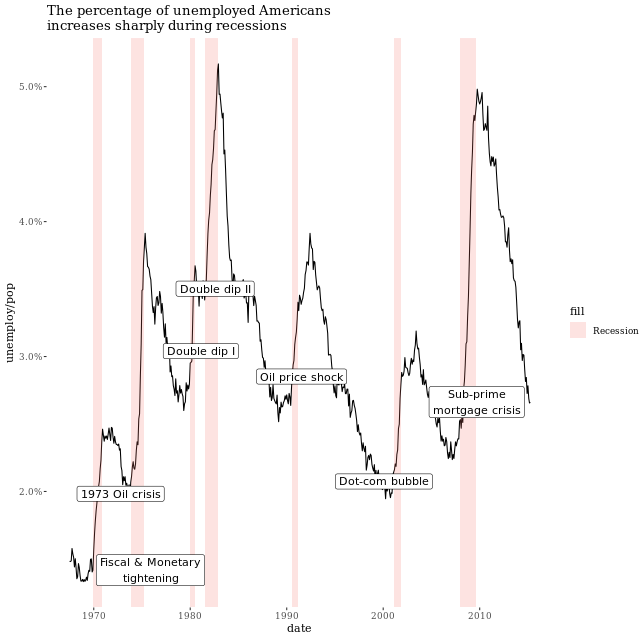 The percentage of unemployed Americans
increases sharply during recessions
unemploy/pop
5.0%
4.0%
3.0%
2.0%
Double dip II
Double dip I
Oil price shock
Sub-prime
mortgage crisis
Dot-com bubble
1973 Oil crisis
Fiscal & Monetary
tightening
fill
Recession
1970
1980
1990
2000
2010
date